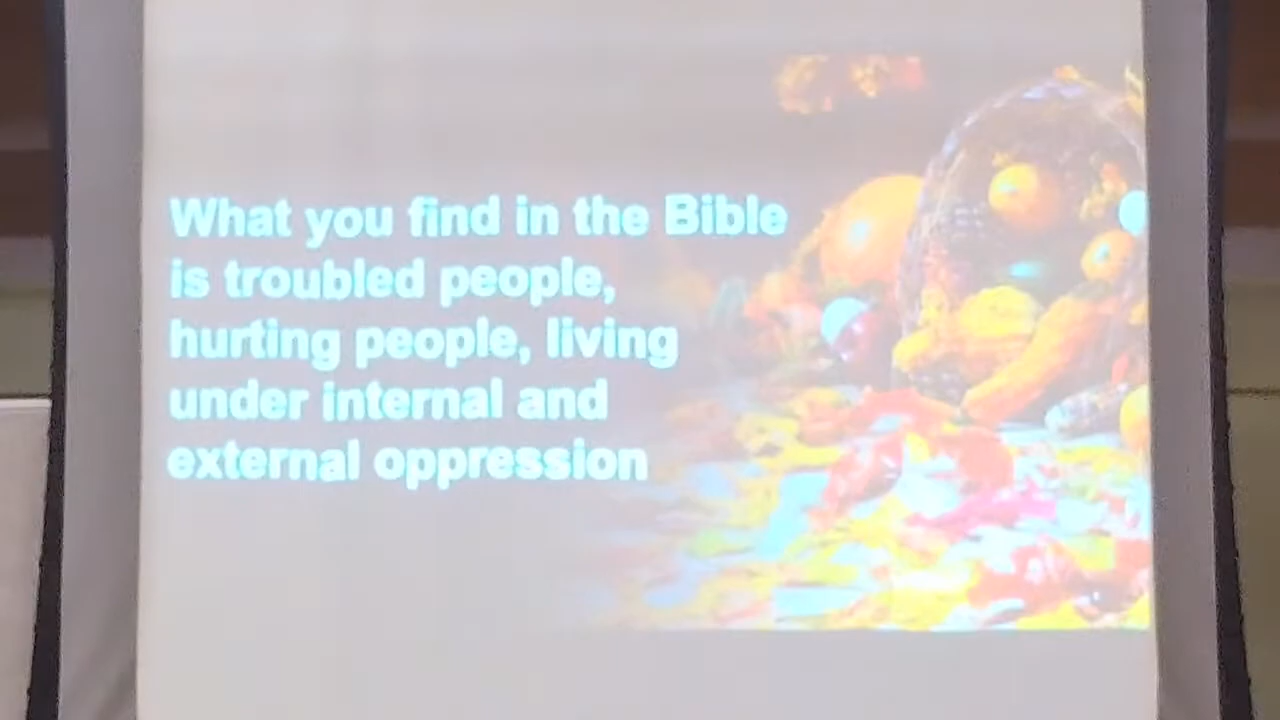 What you find in the Bible
is troubled people,
hurting people, living
under internal and
external oppression